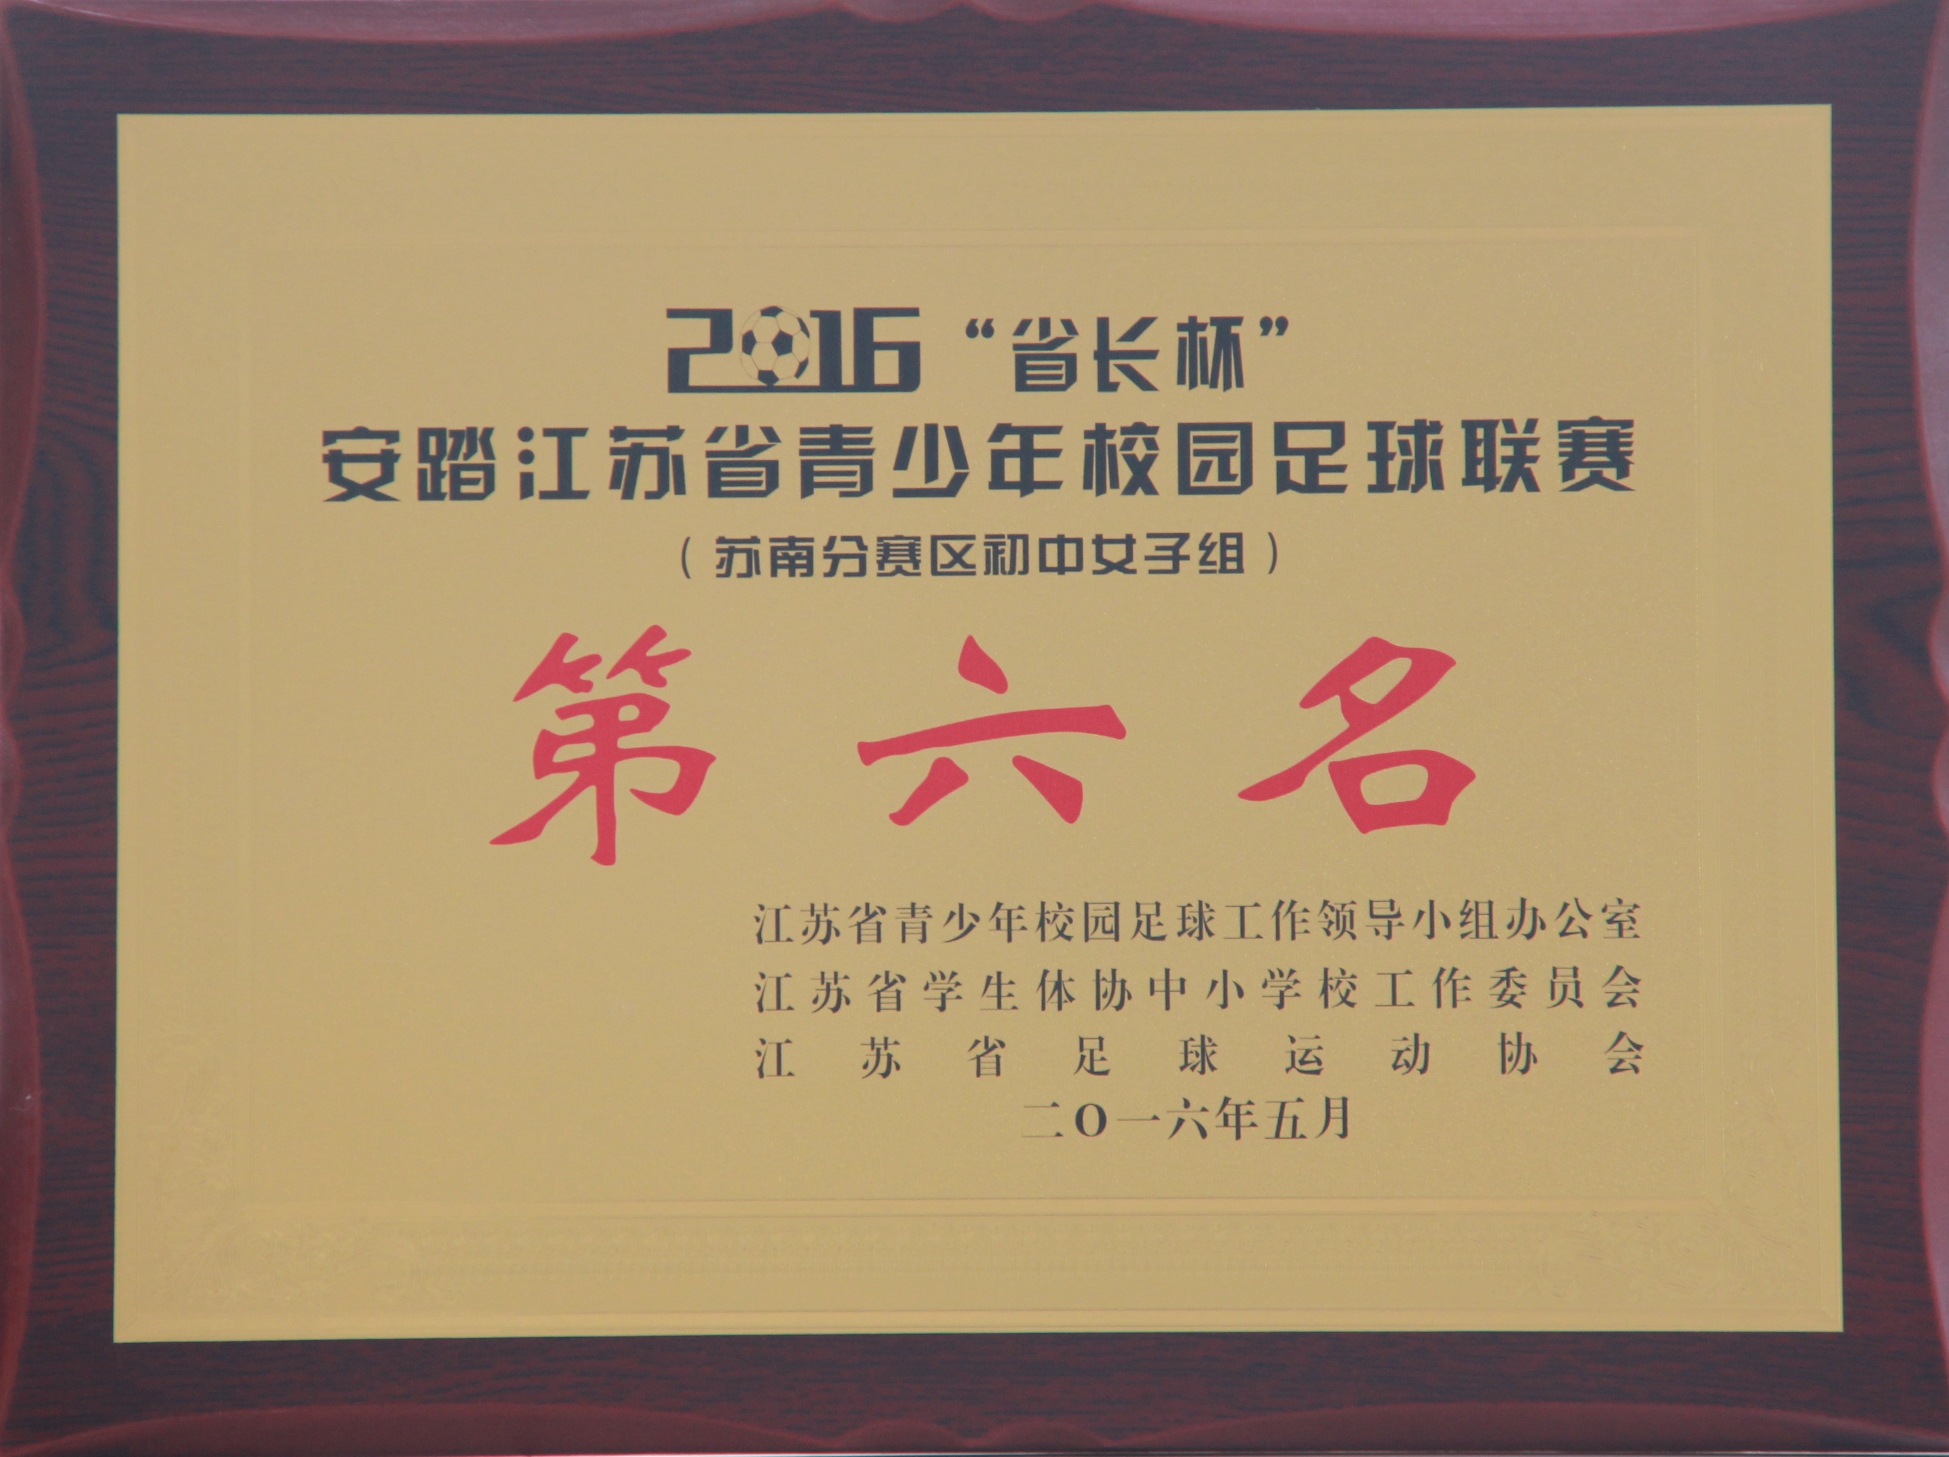 2016“省长杯”
安踏江苏省青少年校园足球联赛
（苏南分赛区初中女子组）
第六名
江苏省青少年校园足球工作领导小组办公室
江苏省学生体协中小学校工作委员会
江苏省足球运动协会
二〇一六年五月